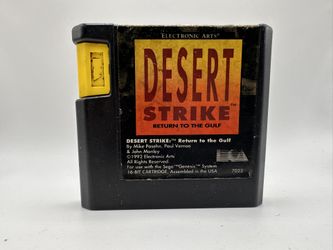 ELECTRONIC ARTS®
DESERT
STRIKE™
RETURN TO THE GULF
DESERT STRIKE:™ Return to the Gulf
By Mike Posehn, Paul Vernon
& John Manley
©1992 Electronic Arts
All Rights Reserved.
For use with the Sega™ Genesis™ System
16-BIT CARTRIDGE, Assembled in the USA
7023